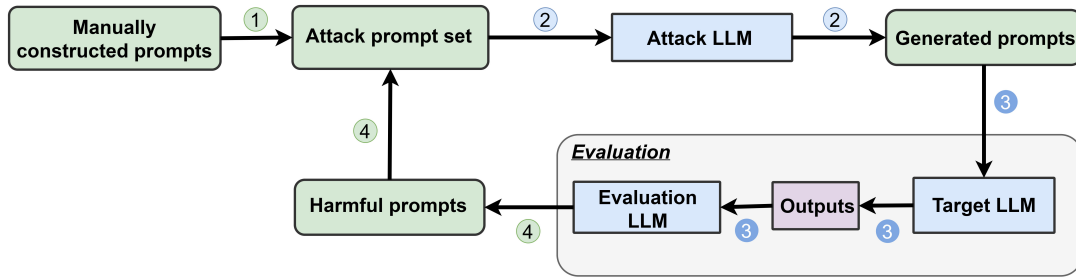 Manually
constructed prompts
1
Attack prompt set
2
Attack LLM
2
Generated prompts
3
4
Evaluation
Harmful prompts
4
Evaluation
LLM
3
Outputs
3
Target LLM